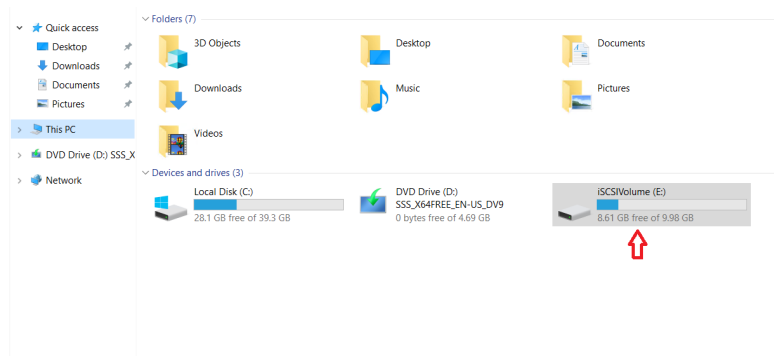 Quick access
Desktop
Downloads
Documents
Pictures
This PC
DVD Drive (D:) SSS_X
Network
Folders (7)
3D Objects
Desktop
Documents
Downloads
Music
Pictures
Videos
Devices and drives (3)
Local Disk (C:)
28.1 GB free of 39.3 GB
DVD Drive (D:)
SSS_X64FREE_EN-US_DV9
0 bytes free of 4.69 GB
iSCSIVolume (E:)
8.61 GB free of 9.98 GB